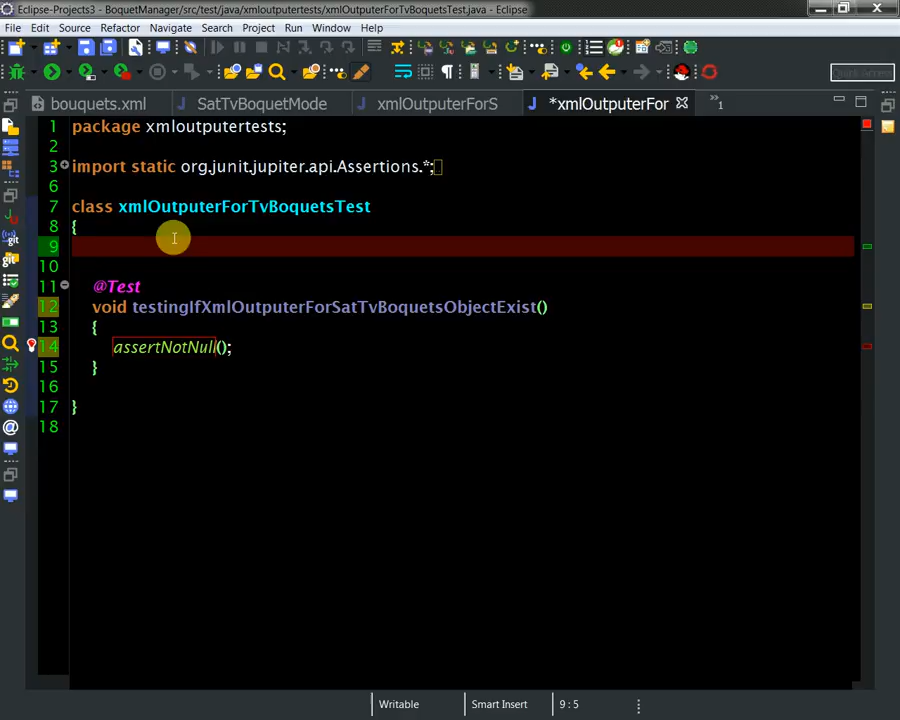 Eclipse-Projects3 - BoquetManager/src/test/java/xmloutputertests/xmlOutputerForTvBoquetsTest.java - Eclipse
File Edit Source Refactor Navigate Search Project Run Window Help
Quick Access
bouquets.xml SatTvBoquetMode xmlOutputerForS *xmlOutputerFor »1
1 package xmloutputertests;
2
3 import static org.junit.jupiter.api.Assertions.*;
6
7 class xmlOutputerForTvBoquetsTest
8 {
9
10
11 @Test
12 void testingIfXmlOutputerForSatTvBoquetsObjectExist()
13 {
14 assertNotNull();
15 }
16
17 }
18
Writable Smart Insert 9 : 5